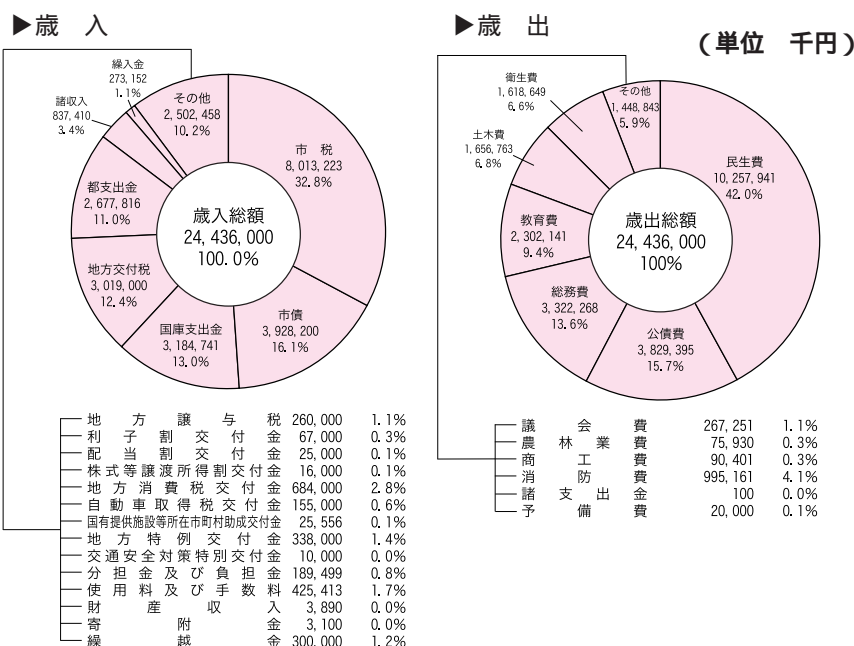 ▶歳 入
繰入金
273, 152
1. 1%
諸収入
837, 410
3. 4%
その他
2, 502, 458
10. 2%
市 税
8, 013, 223
32. 8%
都支出金
2, 677, 816
11. 0%
歳入総額
24, 436, 000
100. 0%
地方交付税
3, 019, 000
12. 4%
国庫支出金
3, 184, 741
13. 0%
市債
3, 928, 200
16. 1%
地方譲与税 260, 000 1. 1%
利子割交付金 67, 000 0. 3%
配当割交付金 25, 000 0. 1%
株式等譲渡所得割交付金 16, 000 0. 1%
地方消費税交付金 684, 000 2. 8%
自動車取得税交付金 155, 000 0. 6%
国有提供施設等所在市町村助成交付金 25, 556 0. 1%
地方特例交付金 338, 000 1. 4%
交通安全対策特別交付金 10, 000 0. 0%
分担金及び負担金 189, 499 0. 8%
使用料及び手数料 425, 413 1. 7%
財産収入 3, 890 0. 0%
寄附金 3, 100 0. 0%
繰越金 300, 000 1. 2%
▶歳 出
(単位 千円)
衛生費
1, 618, 649
6. 6%
その他
1, 448, 843
5. 9%
土木費
1, 656, 763
6. 8%
民生費
10, 257, 941
42. 0%
教育費
2, 302, 141
9. 4%
歳出総額
24, 436, 000
100%
総務費
3, 322, 268
13. 6%
公債費
3, 829, 395
15. 7%
議会費 267, 251 1. 1%
農林業費 75, 930 0. 3%
商工費 90, 401 0. 3%
消防費 995, 161 4. 1%
諸支出金 100 0. 0%
予備費 20, 000 0. 1%